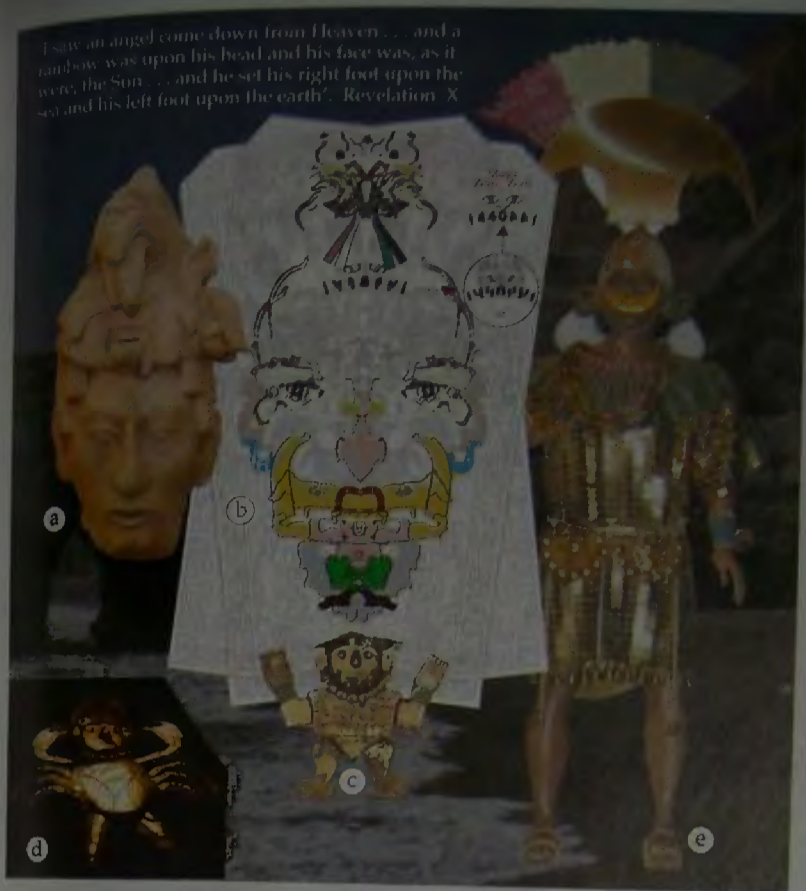 I saw an angel come down from Heaven . . . and a
rainbow was upon his head and his face was, as it
were, the Sun . . . and he set his right foot upon the
sea and his left foot upon the earth'. Revelation X
a
b
c
d
e